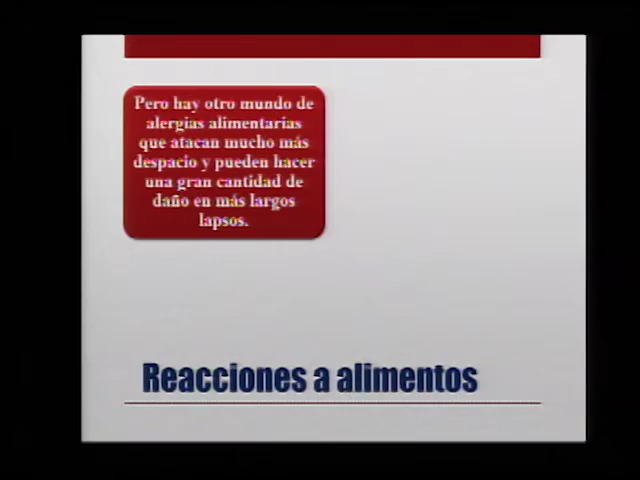 Pero hay otro mundo de
alergias alimentarias
que atacan mucho más
despacio y pueden hacer
una gran cantidad de
daño en más largos
lapsos.
Reacciones a alimentos